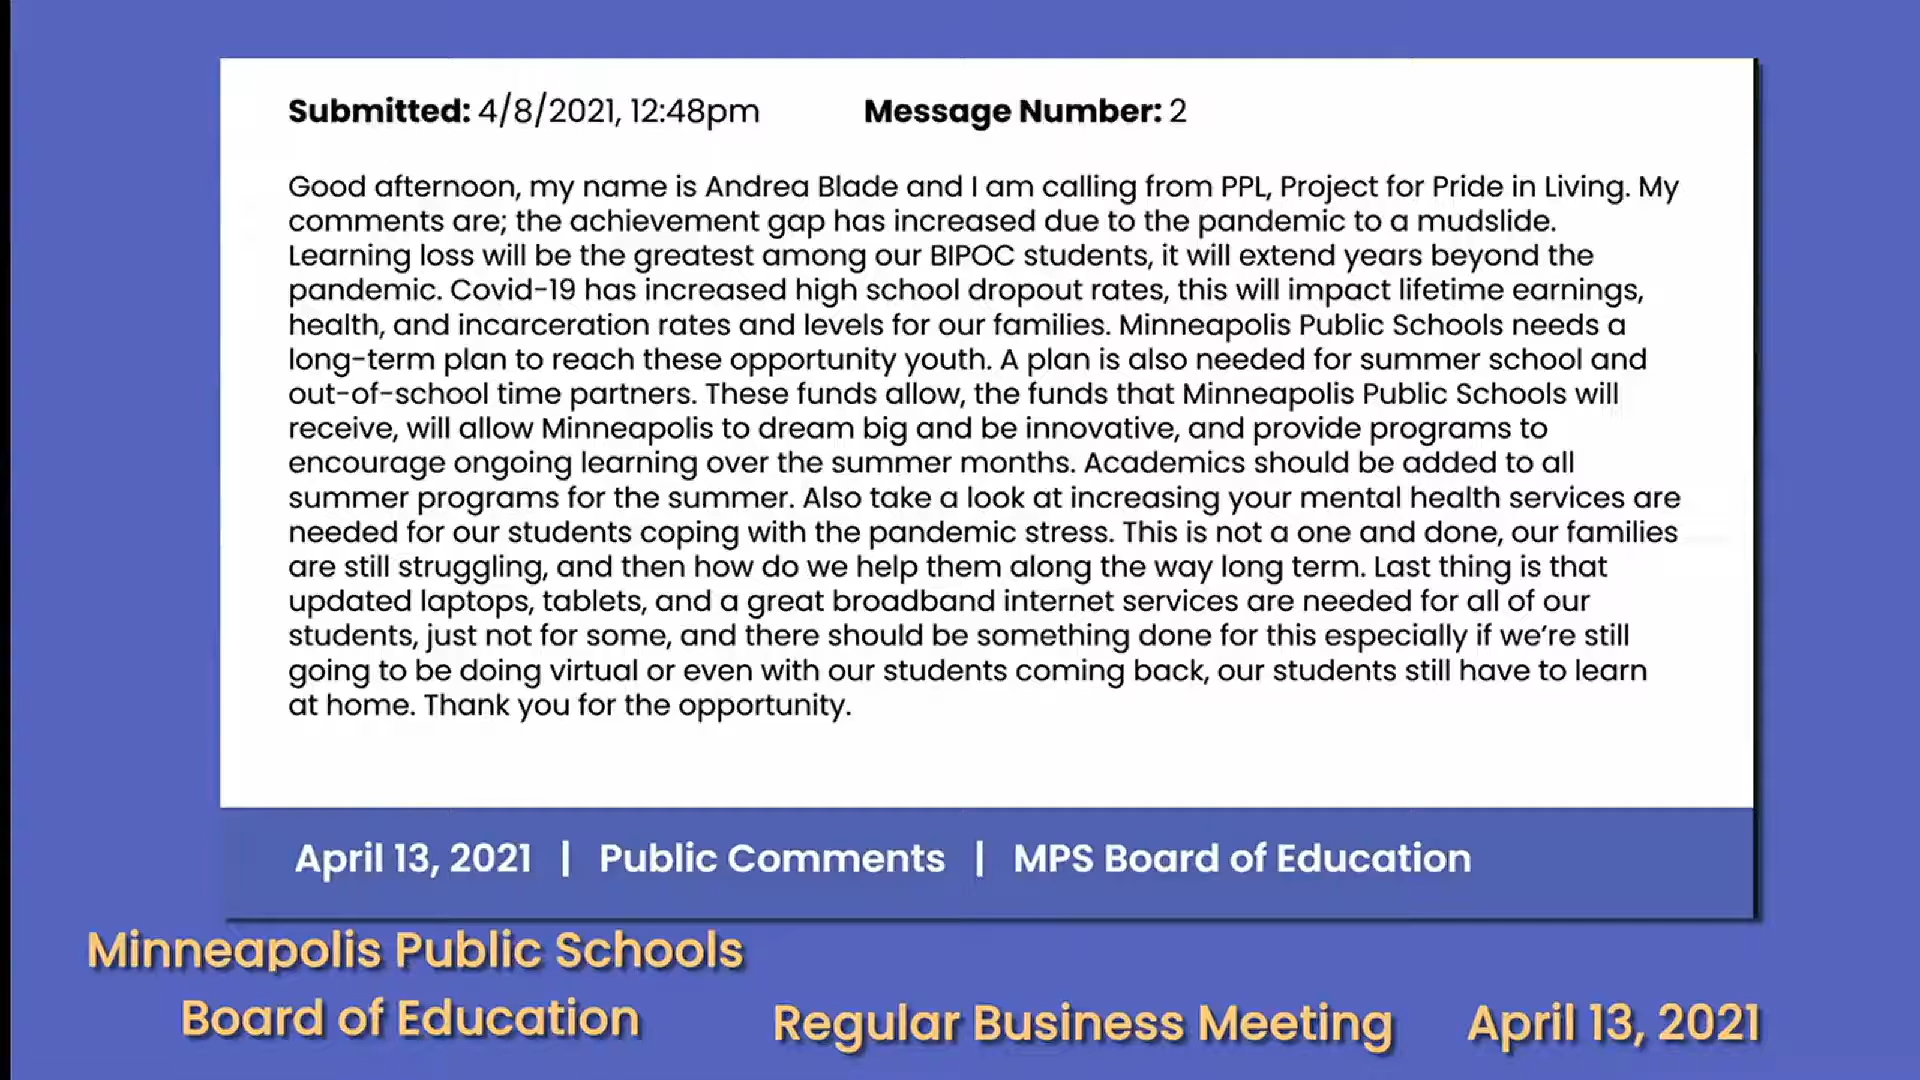 Submitted: 4/8/2021, 12:48pm Message Number: 2
Good afternoon, my name is Andrea Blade and I am calling from PPL, Project for Pride in Living. My
comments are; the achievement gap has increased due to the pandemic to a mudslide.
Learning loss will be the greatest among our BIPOC students, it will extend years beyond the
pandemic. Covid-19 has increased high school dropout rates, this will impact lifetime earnings,
health, and incarceration rates and levels for our families. Minneapolis Public Schools needs a
long-term plan to reach these opportunity youth. A plan is also needed for summer school and
out-of-school time partners. These funds allow, the funds that Minneapolis Public Schools will
receive, will allow Minneapolis to dream big and be innovative, and provide programs to
encourage ongoing learning over the summer months. Academics should be added to all
summer programs for the summer. Also take a look at increasing your mental health services are
needed for our students coping with the pandemic stress. This is not a one and done, our families
are still struggling, and then how do we help them along the way long term. Last thing is that
updated laptops, tablets, and a great broadband internet services are needed for all of our
students, just not for some, and there should be something done for this especially if we're still
going to be doing virtual or even with our students coming back, our students still have to learn
at home. Thank you for the opportunity.
April 13, 2021 | Public Comments | MPS Board of Education
Minneapolis Public Schools
Board of Education
Regular Business Meeting April 13, 2021